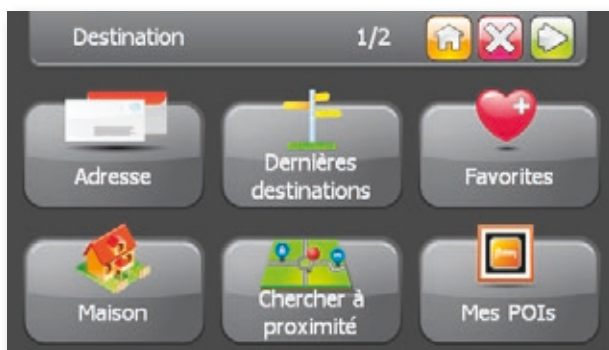 Destination 1/2
Adresse
Dernières
destinations
Favorites
Maison
Chercher à
proximité
Mes POIs